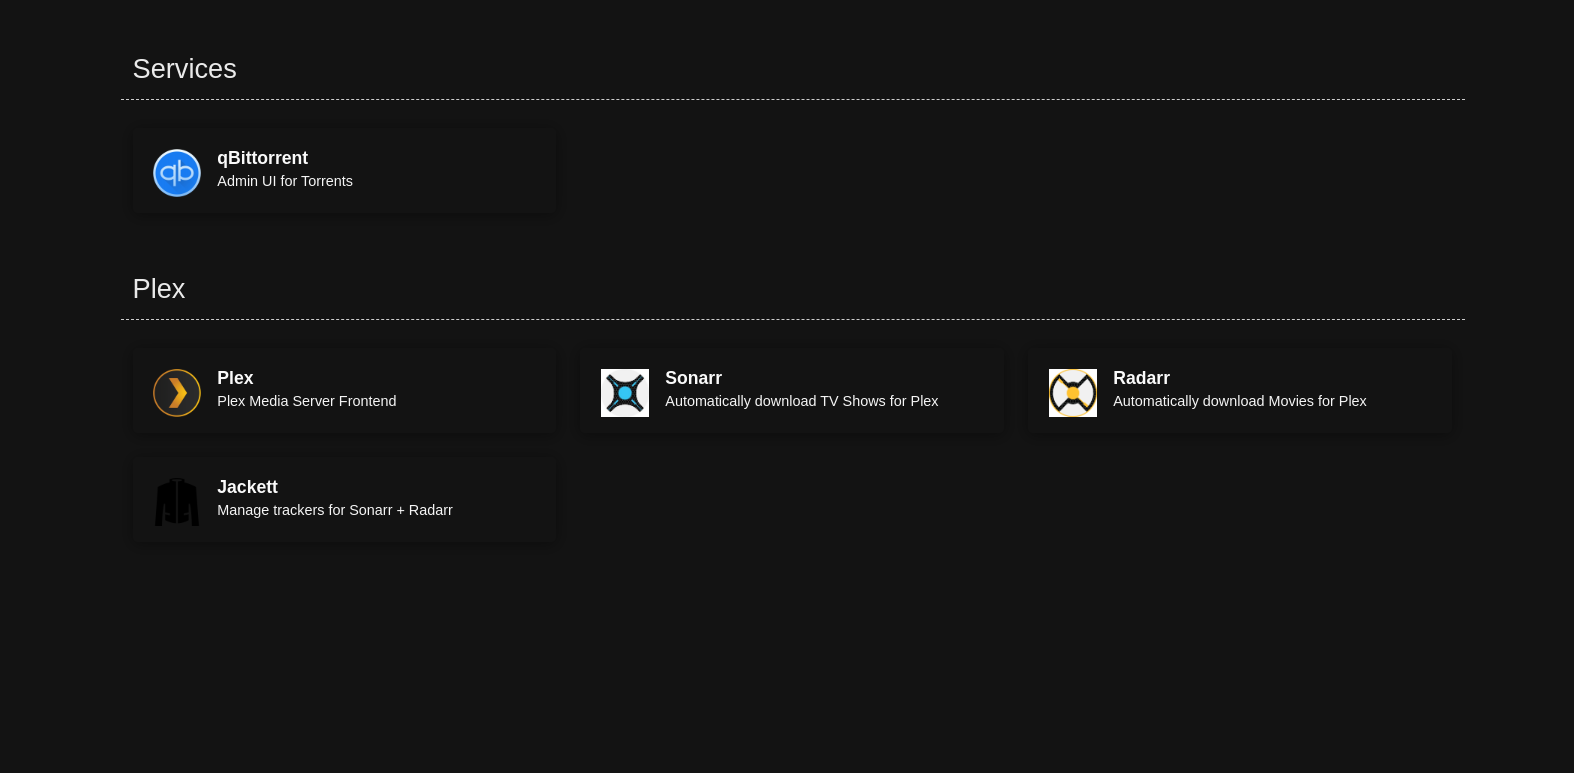 Services
qBittorrent
Admin UI for Torrents
Plex
Plex
Plex Media Server Frontend
Sonarr
Automatically download TV Shows for Plex
Radarr
Automatically download Movies for Plex
Jackett
Manage trackers for Sonarr + Radarr